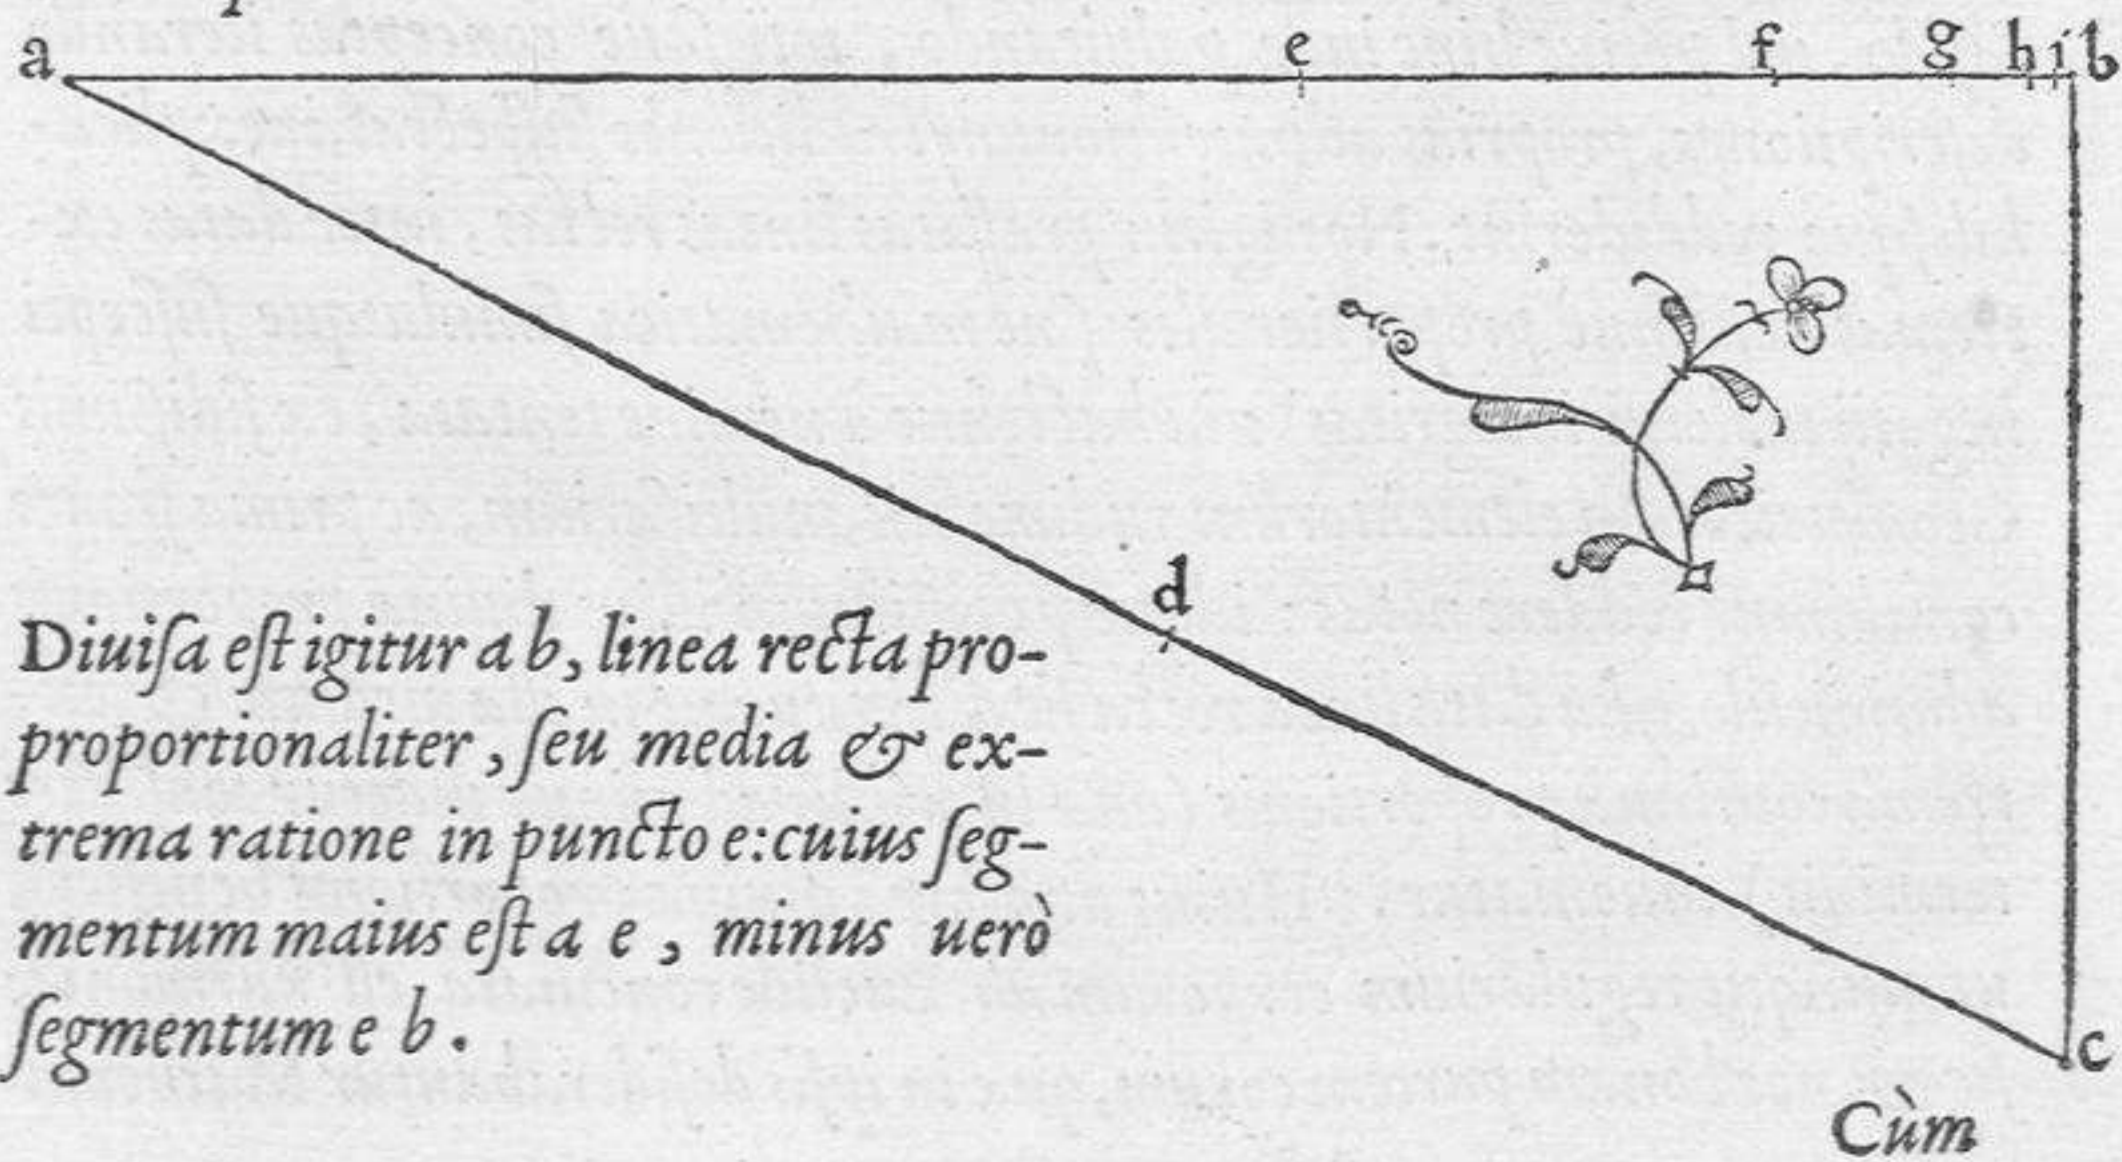 a e f g h i b
d
Diuiſa eſt igitur a b, linea recta pro-
proportionaliter, ſeu media & ex-
trema ratione in puncto e: cuius ſeg-
mentum maius eſt a e, minus uerò
ſegmentum e b.
c
Cùm